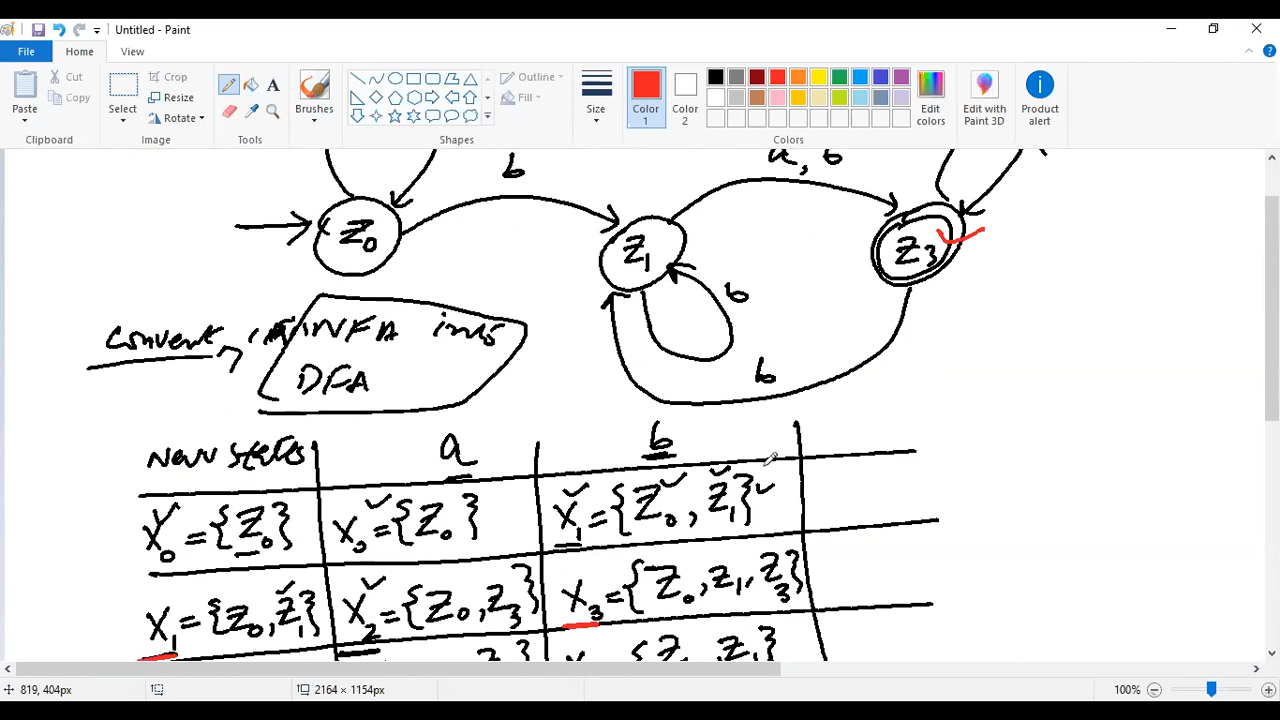 Untitled - Paint
File Home View
Cut
Copy
Paste
Clipboard
Select
Crop
Resize
Rotate
Image
Tools
Brushes
Outline
Fill
Shapes
Size
Color 1
Color 2
Edit colors
Colors
Edit with Paint 3D
Product alert
b
a, b
Z0
Z1
Z3
b
b
Convert NFA into
DFA
New states a b
X0 = {Z0} X0 = {Z0} X1 = {Z0, Z1}
X1 = {Z0, Z1} X2 = {Z0, Z3} X3 = {Z0, Z1, Z3}
819, 404px
2164 × 1154px
100%